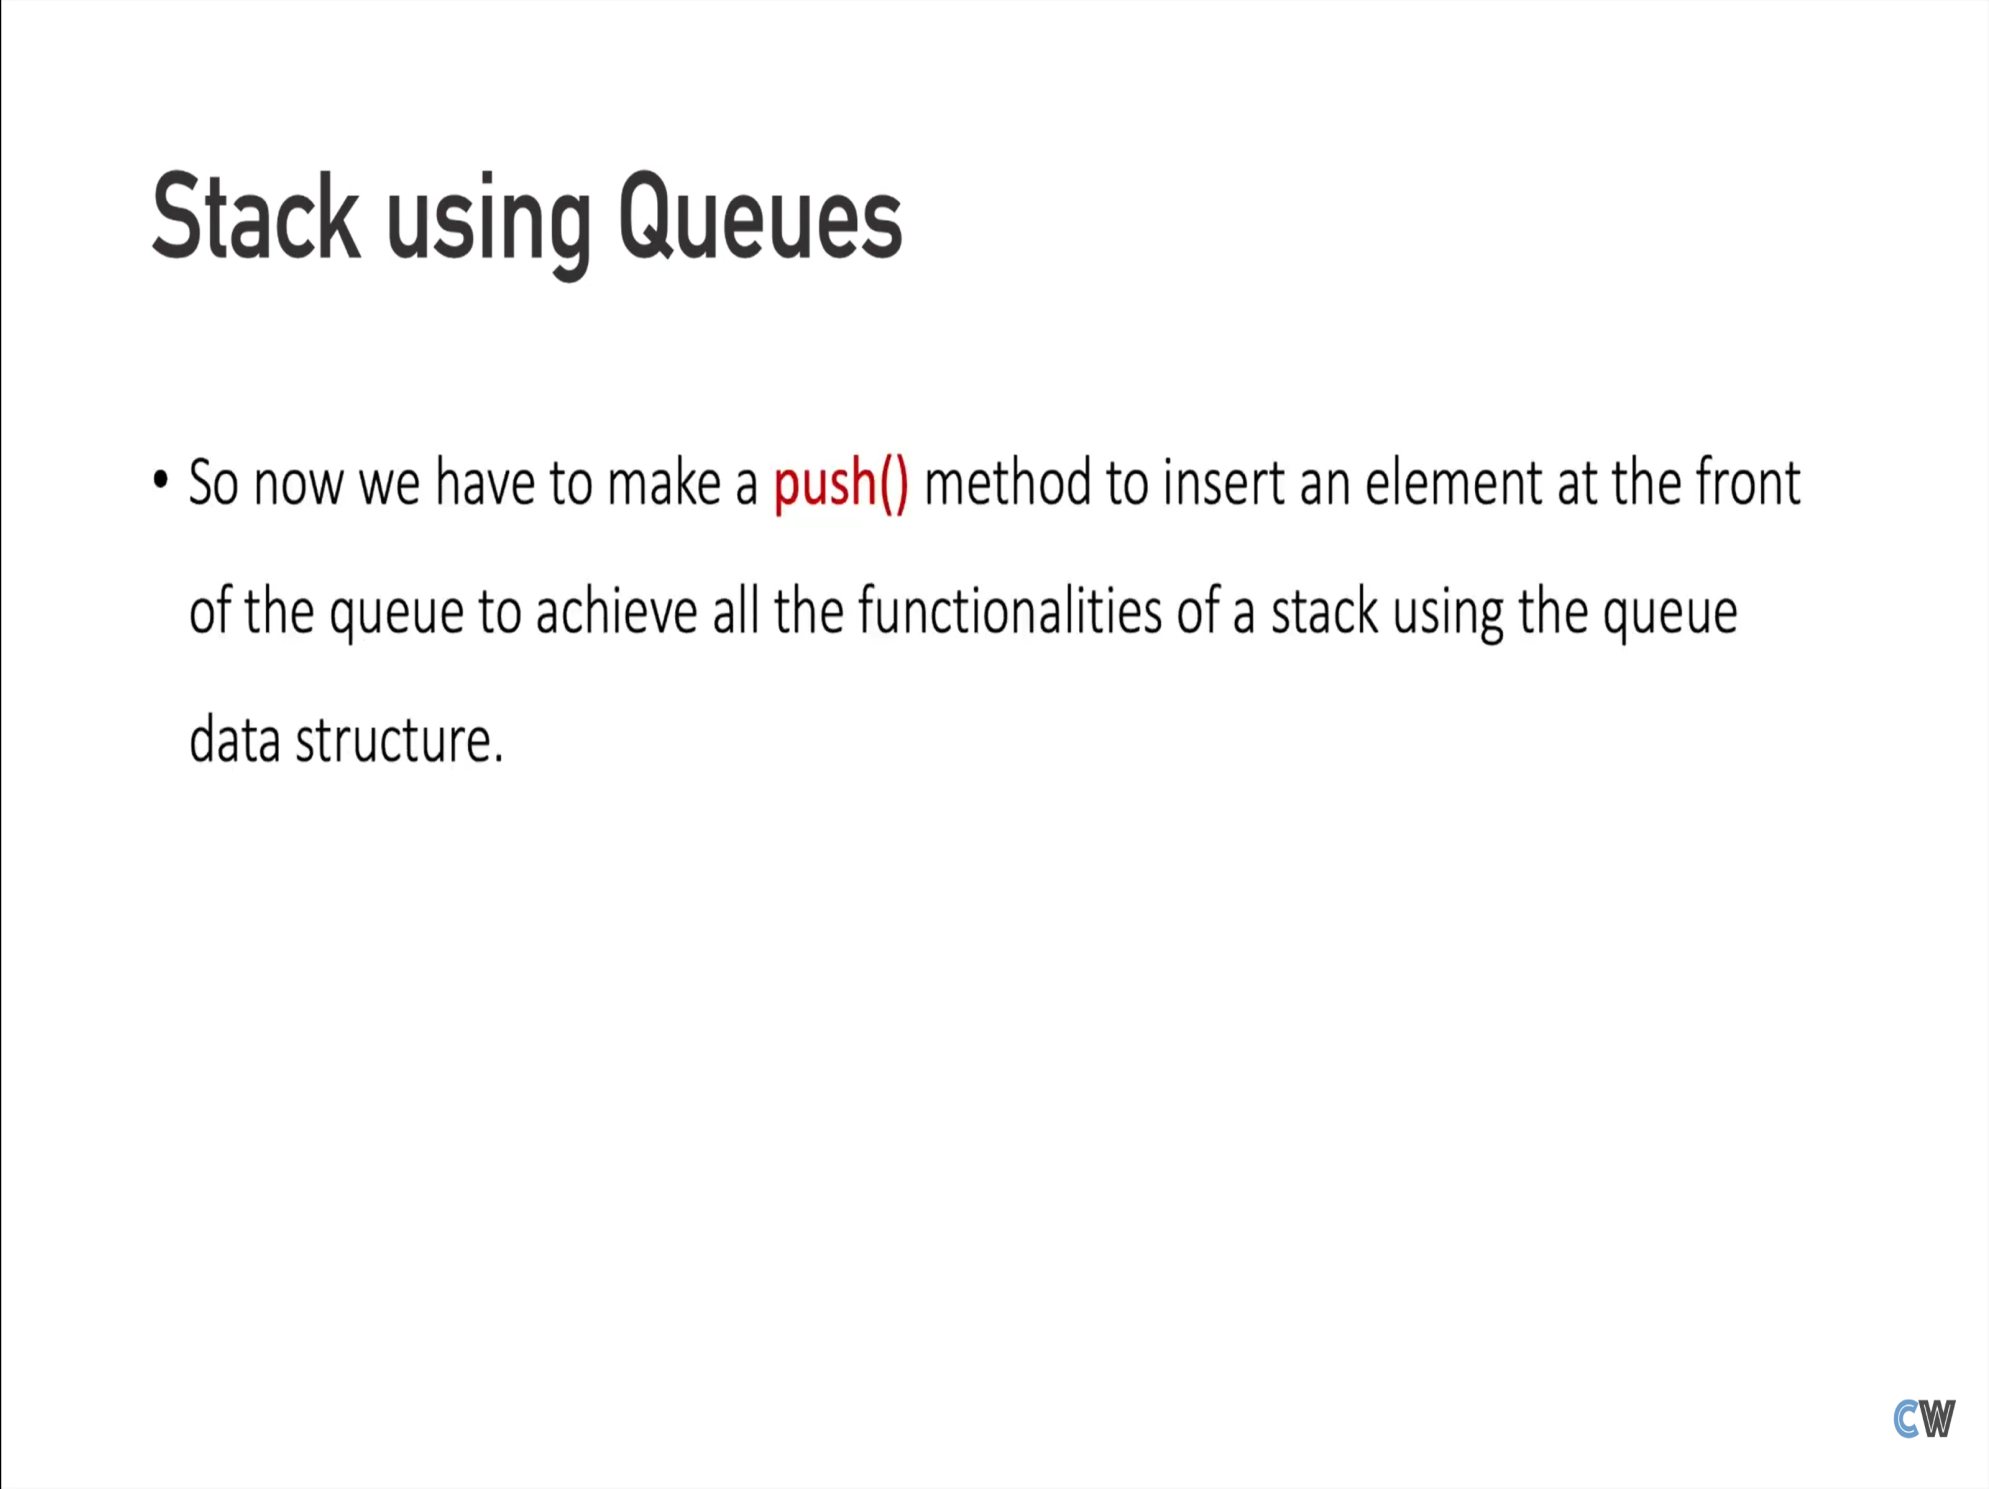 Stack using Queues
• So now we have to make a push() method to insert an element at the front
of the queue to achieve all the functionalities of a stack using the queue
data structure.
CW